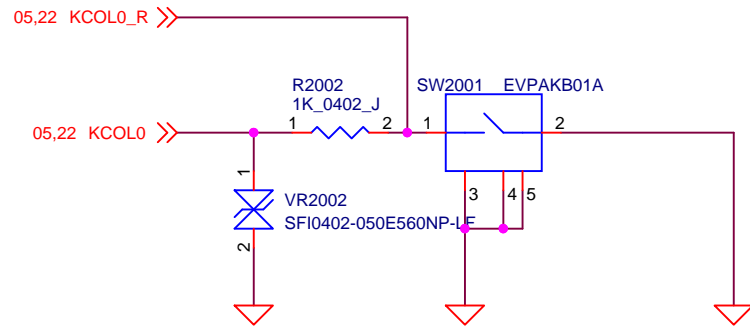 05,22 KCOL0_R
R2002
1K_0402_J
SW2001 EVPAKB01A
05,22 KCOL0
1 2 1 2
3 4 5
1
VR2002
SFI0402-050E560NP-LF
2